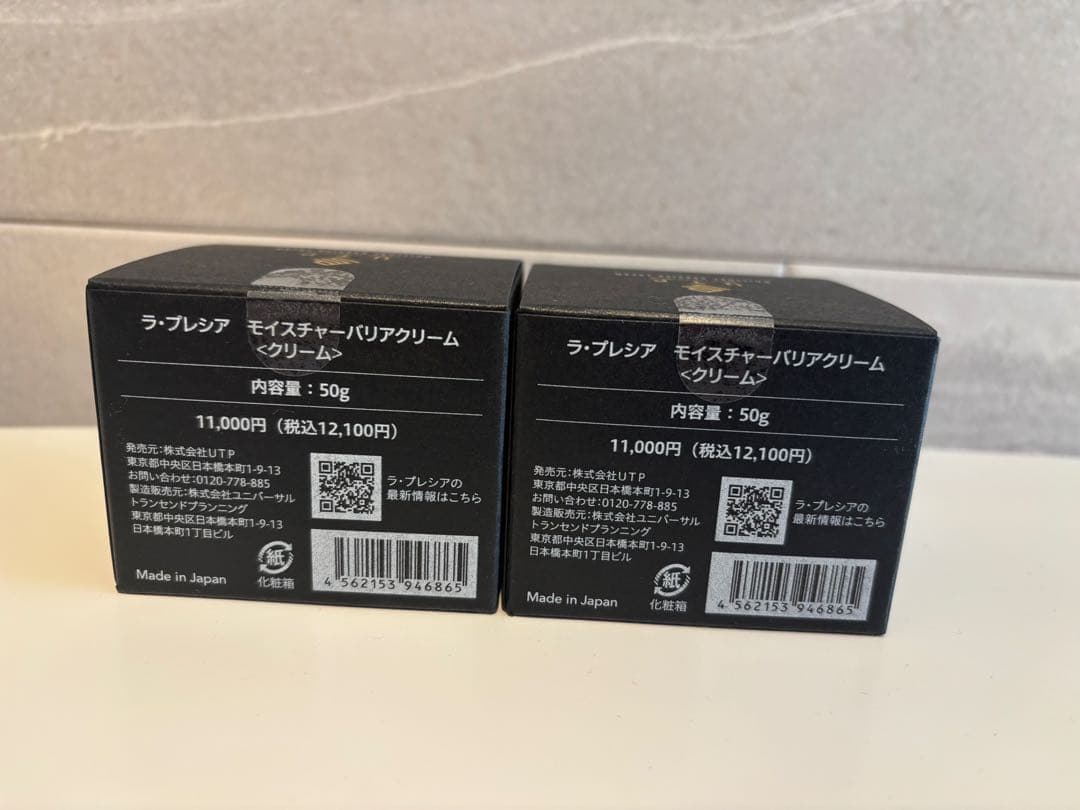 ラ・プレシア　モイスチャーバリアクリーム
<クリーム>
内容量：50g
11,000円（税込12,100円）
発売元：株式会社UTP
東京都中央区日本橋本町1-9-13
お問い合わせ：0120-778-885
製造販売元：株式会社ユニバーサル
トランセンドプランニング
東京都中央区日本橋本町1-9-13
日本橋本町1丁目ビル
ラ・プレシアの
最新情報はこちら
Made in Japan
紙
化粧箱
4 562153 946865
ラ・プレシア　モイスチャーバリアクリーム
<クリーム>
内容量：50g
11,000円（税込12,100円）
発売元：株式会社UTP
東京都中央区日本橋本町1-9-13
お問い合わせ：0120-778-885
製造販売元：株式会社ユニバーサル
トランセンドプランニング
東京都中央区日本橋本町1-9-13
日本橋本町1丁目ビル
ラ・プレシアの
最新情報はこちら
Made in Japan
紙
化粧箱
4 562153 946865